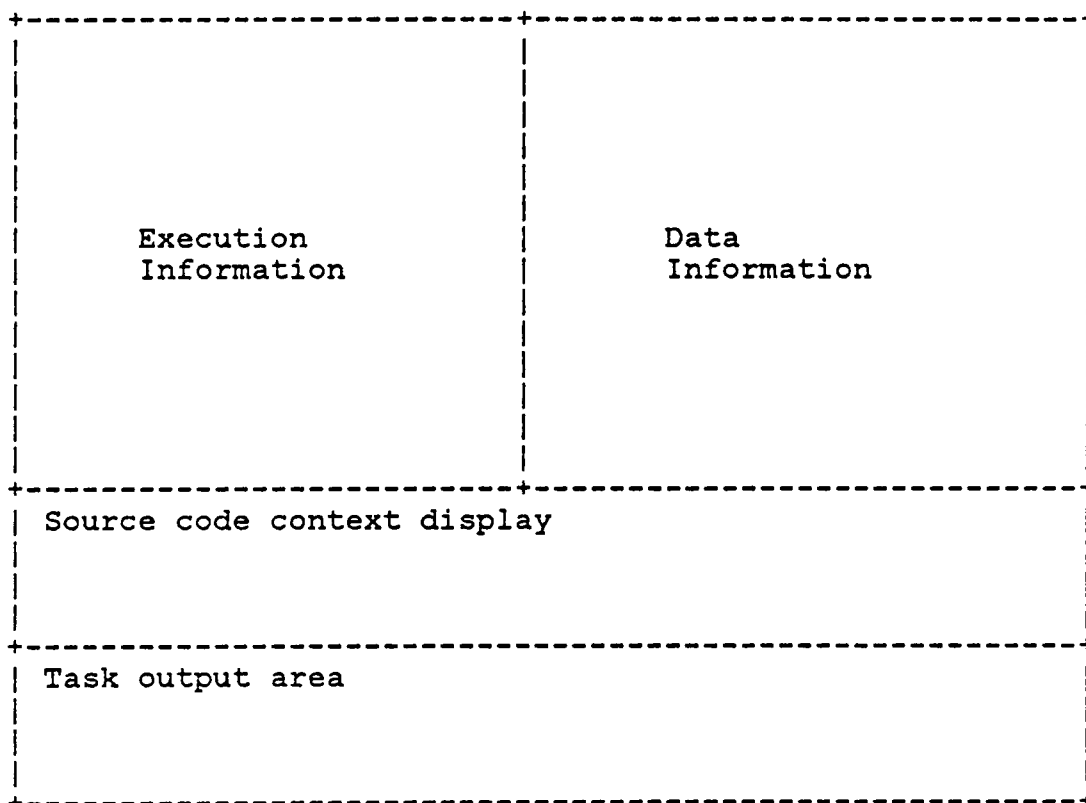 Execution
Information
Data
Information
Source code context display
Task output area